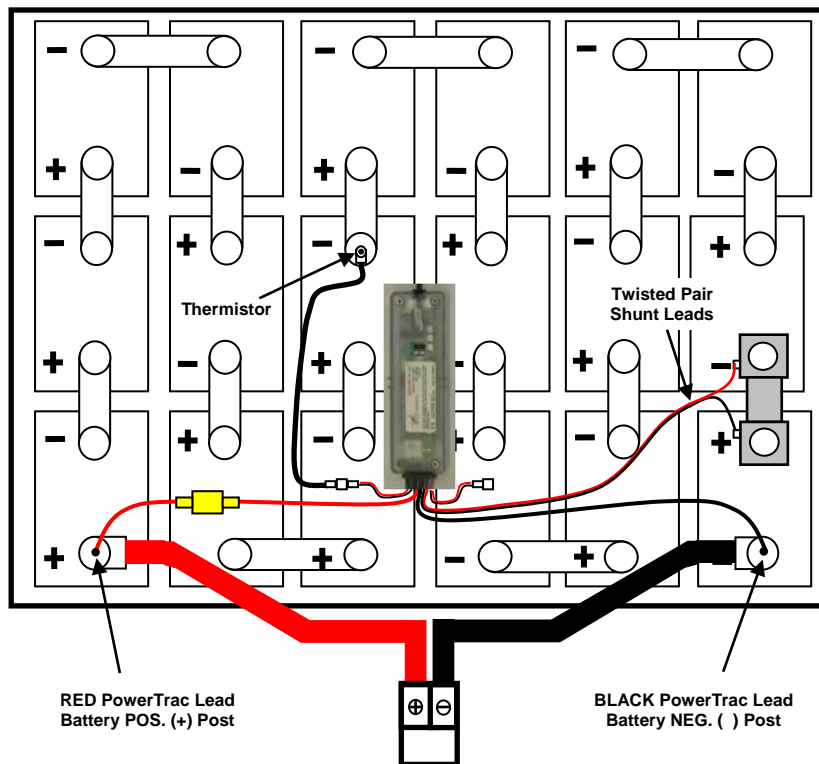 Thermistor
Twisted Pair
Shunt Leads
RED PowerTrac Lead
Battery POS. (+) Post
BLACK PowerTrac Lead
Battery NEG. ( ) Post